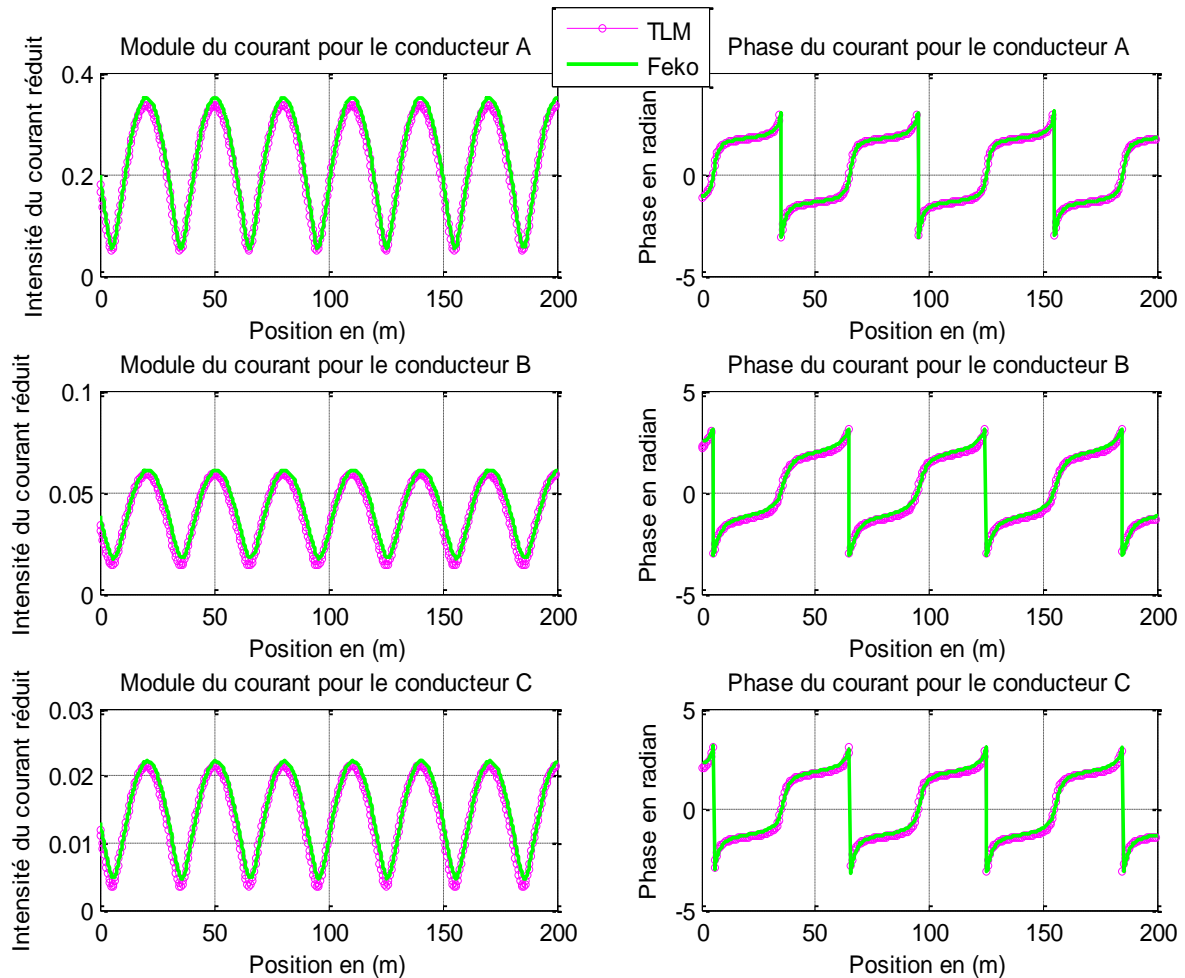 TLM
Feko
Module du courant pour le conducteur A
Intensité du courant réduit
0.4
0.2
0
0 50 100 150 200
Position en (m)
Phase du courant pour le conducteur A
Phase en radian
0
-5
0 50 100 150 200
Position en (m)
Module du courant pour le conducteur B
Intensité du courant réduit
0.1
0.05
0
0 50 100 150 200
Position en (m)
Phase du courant pour le conducteur B
Phase en radian
5
0
-5
0 50 100 150 200
Position en (m)
Module du courant pour le conducteur C
Intensité du courant réduit
0.03
0.02
0.01
0
0 50 100 150 200
Position en (m)
Phase du courant pour le conducteur C
Phase en radian
5
0
-5
0 50 100 150 200
Position en (m)